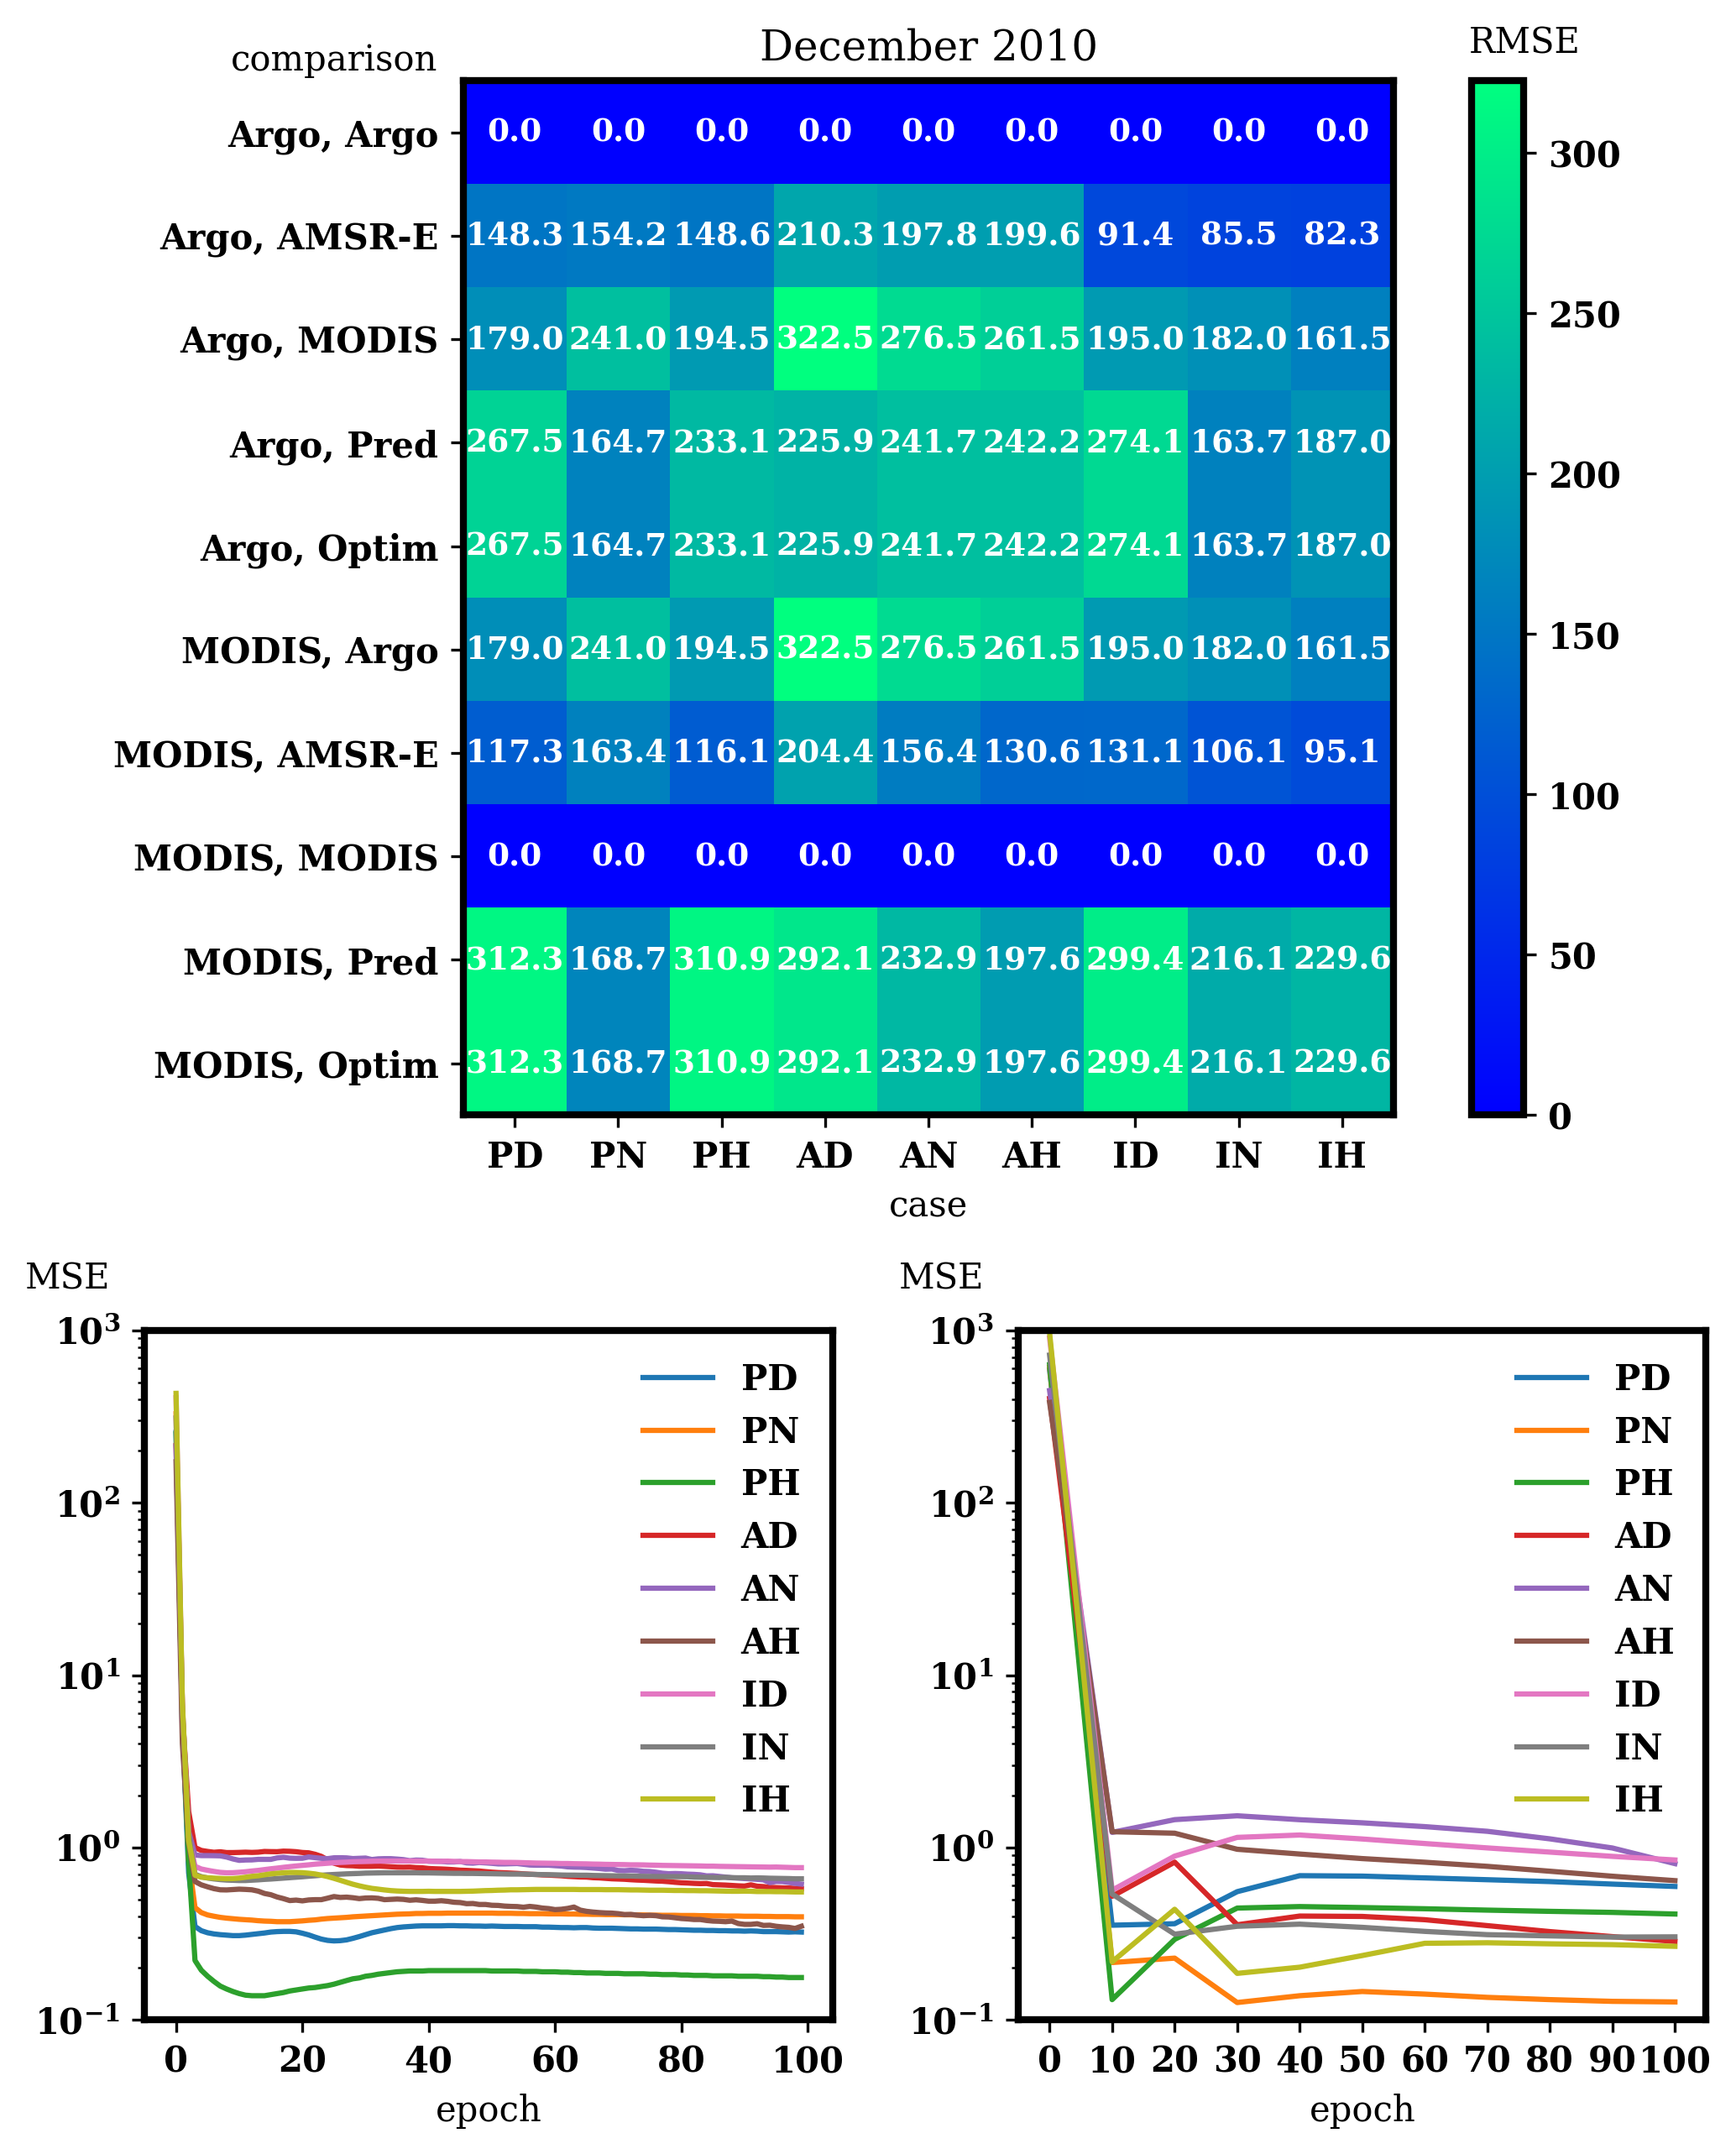 December 2010
comparison
RMSE
Argo, Argo 0.0 0.0 0.0 0.0 0.0 0.0 0.0 0.0 0.0
Argo, AMSR-E 148.3 154.2 148.6 210.3 197.8 199.6 91.4 85.5 82.3
Argo, MODIS 179.0 241.0 194.5 322.5 276.5 261.5 195.0 182.0 161.5
Argo, Pred 267.5 164.7 233.1 225.9 241.7 242.2 274.1 163.7 187.0
Argo, Optim 267.5 164.7 233.1 225.9 241.7 242.2 274.1 163.7 187.0
MODIS, Argo 179.0 241.0 194.5 322.5 276.5 261.5 195.0 182.0 161.5
MODIS, AMSR-E 117.3 163.4 116.1 204.4 156.4 130.6 131.1 106.1 95.1
MODIS, MODIS 0.0 0.0 0.0 0.0 0.0 0.0 0.0 0.0 0.0
MODIS, Pred 312.3 168.7 310.9 292.1 232.9 197.6 299.4 216.1 229.6
MODIS, Optim 312.3 168.7 310.9 292.1 232.9 197.6 299.4 216.1 229.6
PD PN PH AD AN AH ID IN IH
case
300
250
200
150
100
50
0
MSE
10³
10²
10¹
10⁰
10⁻¹
PD
PN
PH
AD
AN
AH
ID
IN
IH
0 20 40 60 80 100
epoch
MSE
10³
10²
10¹
10⁰
10⁻¹
PD
PN
PH
AD
AN
AH
ID
IN
IH
0 10 20 30 40 50 60 70 80 90 100
epoch